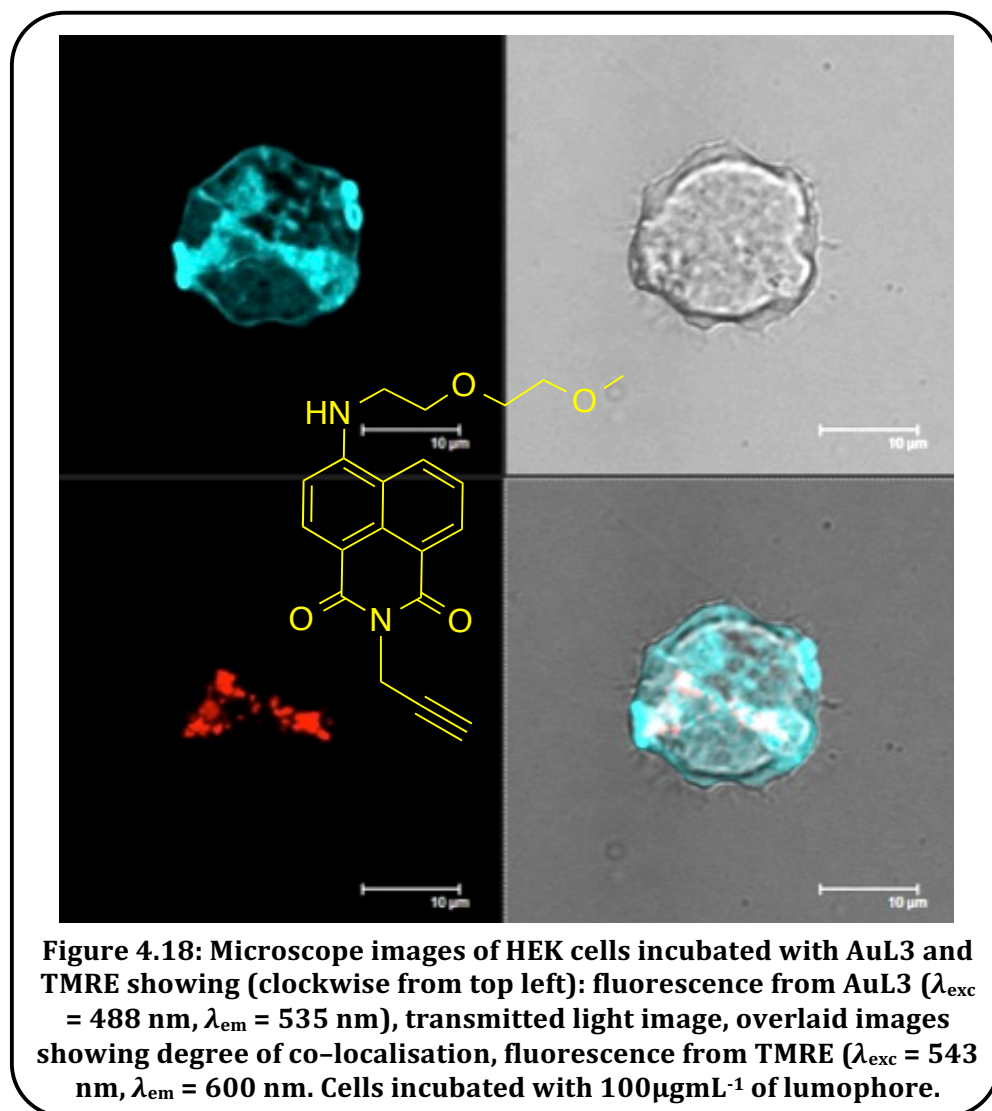 O
O
HN
10 µm
10 µm
O
N
O
10 µm
10 µm
Figure 4.18: Microscope images of HEK cells incubated with AuL3 and
TMRE showing (clockwise from top left): fluorescence from AuL3 (λexc
= 488 nm, λem = 535 nm), transmitted light image, overlaid images
showing degree of co–localisation, fluorescence from TMRE (λexc = 543
nm, λem = 600 nm. Cells incubated with 100µgmL-1 of lumophore.